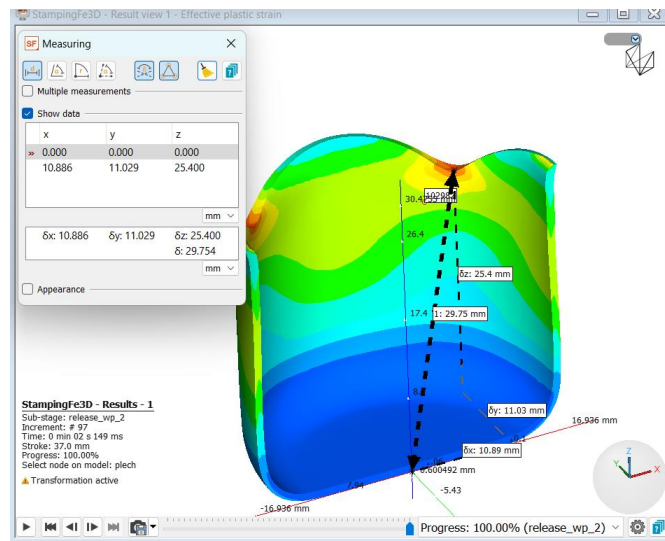 StampingFe3D - Result view 1 - Effective plastic strain
SF Measuring
Multiple measurements
Show data
x y z
» 0.000 0.000 0.000
10.886 11.029 25.400
mm
δx: 10.886 δy: 11.029 δz: 25.400
δ: 29.754
mm
Appearance
30.4
26.4
δz: 25.4 mm
17.4
1: 29.75 mm
δy: 11.03 mm
16.936 mm
δx: 10.89 mm
0.600492 mm
-5.43
-16.936 mm
StampingFe3D - Results - 1
Sub-stage: release_wp_2
Increment: # 97
Time: 0 min 02 s 149 ms
Stroke: 37.0 mm
Progress: 100.00%
Select node on model: plech
Transformation active
Z
Y
X
Progress: 100.00% (release_wp_2)